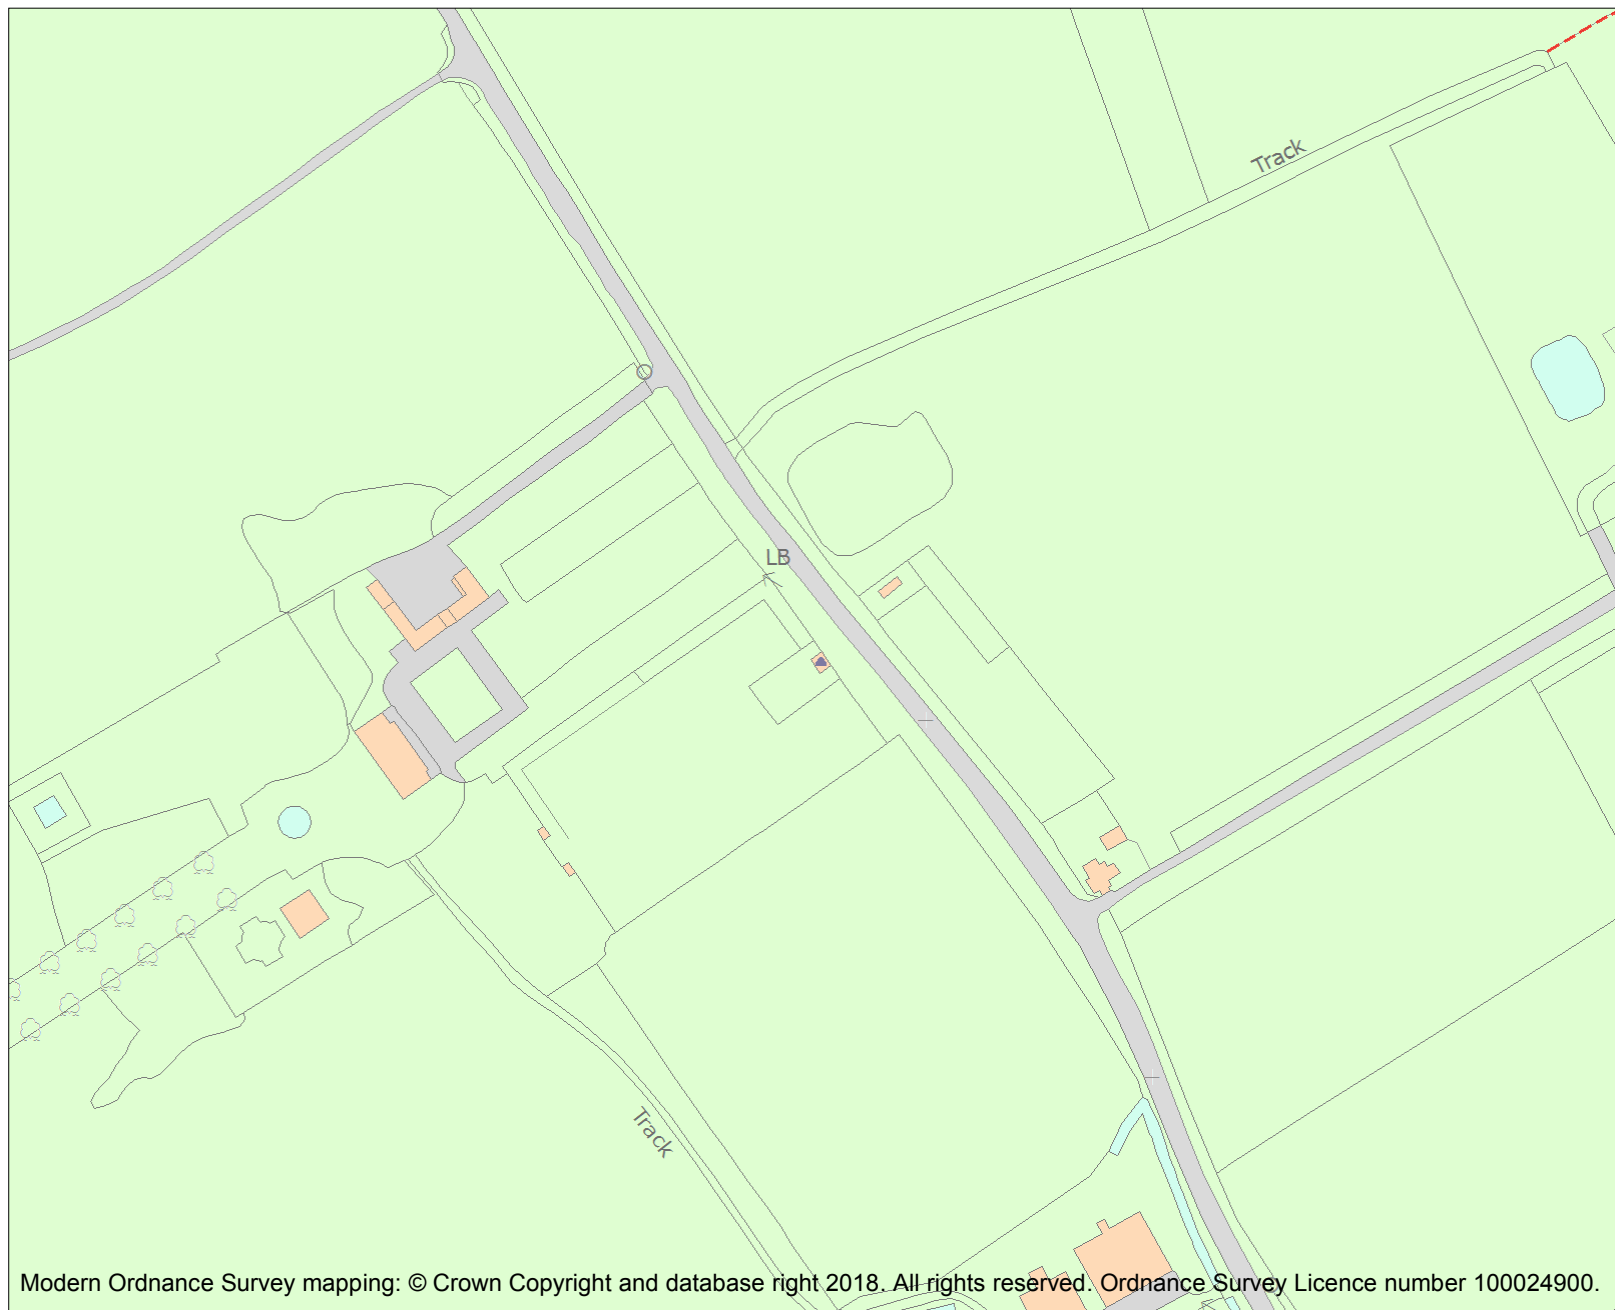 Track
LB
Track
Modern Ordnance Survey mapping: © Crown Copyright and database right 2018. All rights reserved. Ordnance Survey Licence number 100024900.